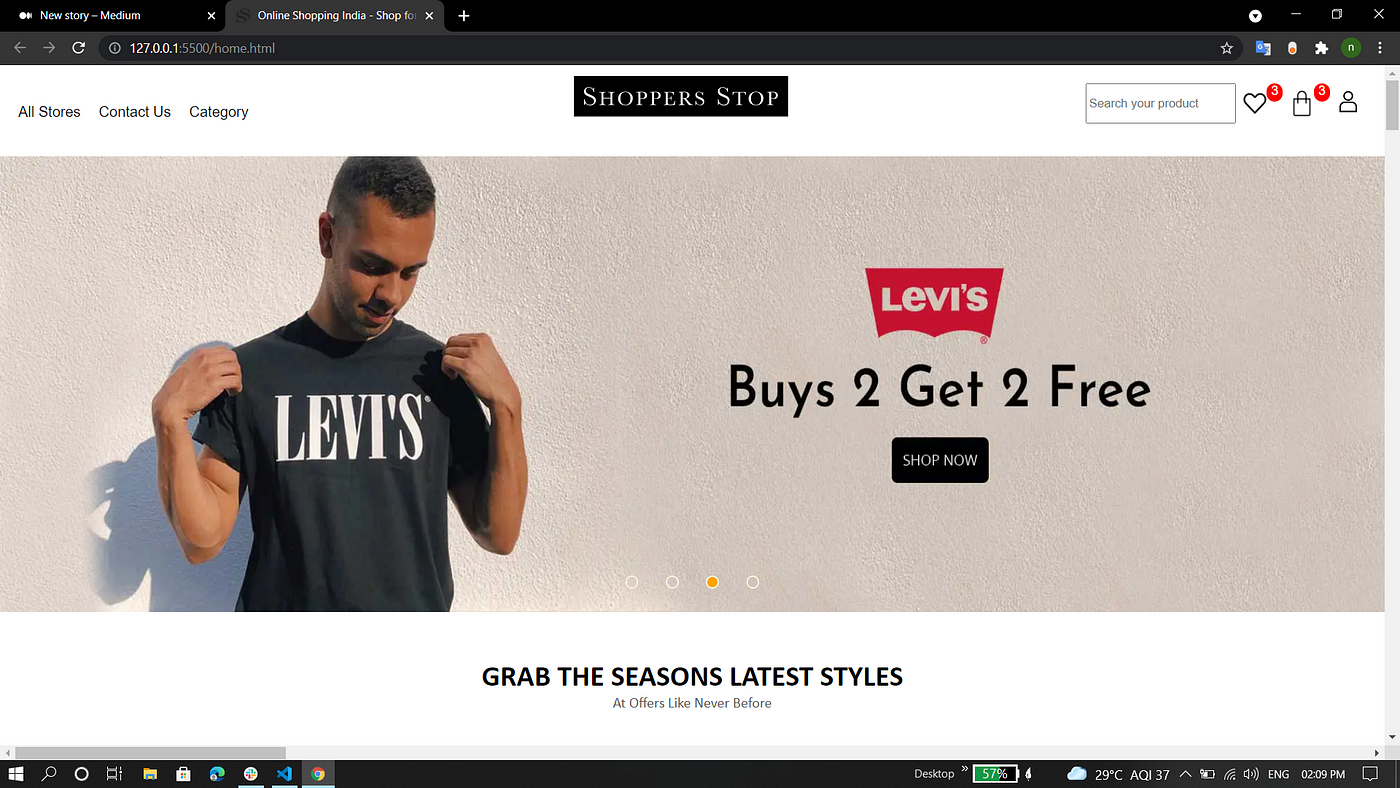 New story – Medium
Online Shopping India - Shop for
127.0.0.1:5500/home.html
n
All Stores Contact Us Category
SHOPPERS STOP
Search your product
3
3
LEVI'S®
Levi's
®
Buys 2 Get 2 Free
SHOP NOW
GRAB THE SEASONS LATEST STYLES
At Offers Like Never Before
Desktop » 57% 29°C AQI 37 ENG 02:09 PM